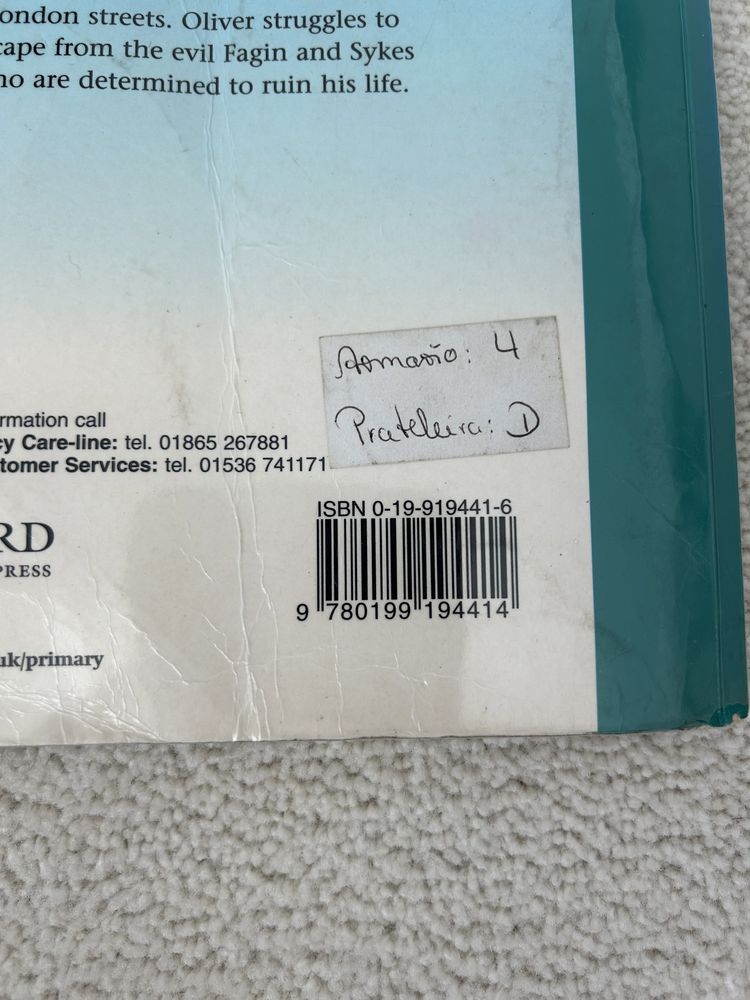 ondon streets. Oliver struggles to
cape from the evil Fagin and Sykes
ho are determined to ruin his life.
Armario: 4
Prateleira: D
rmation call
cy Care-line: tel. 01865 267881
tomer Services: tel. 01536 741171
ISBN 0-19-919441-6
RD
PRESS
9 780199 194414
uk/primary